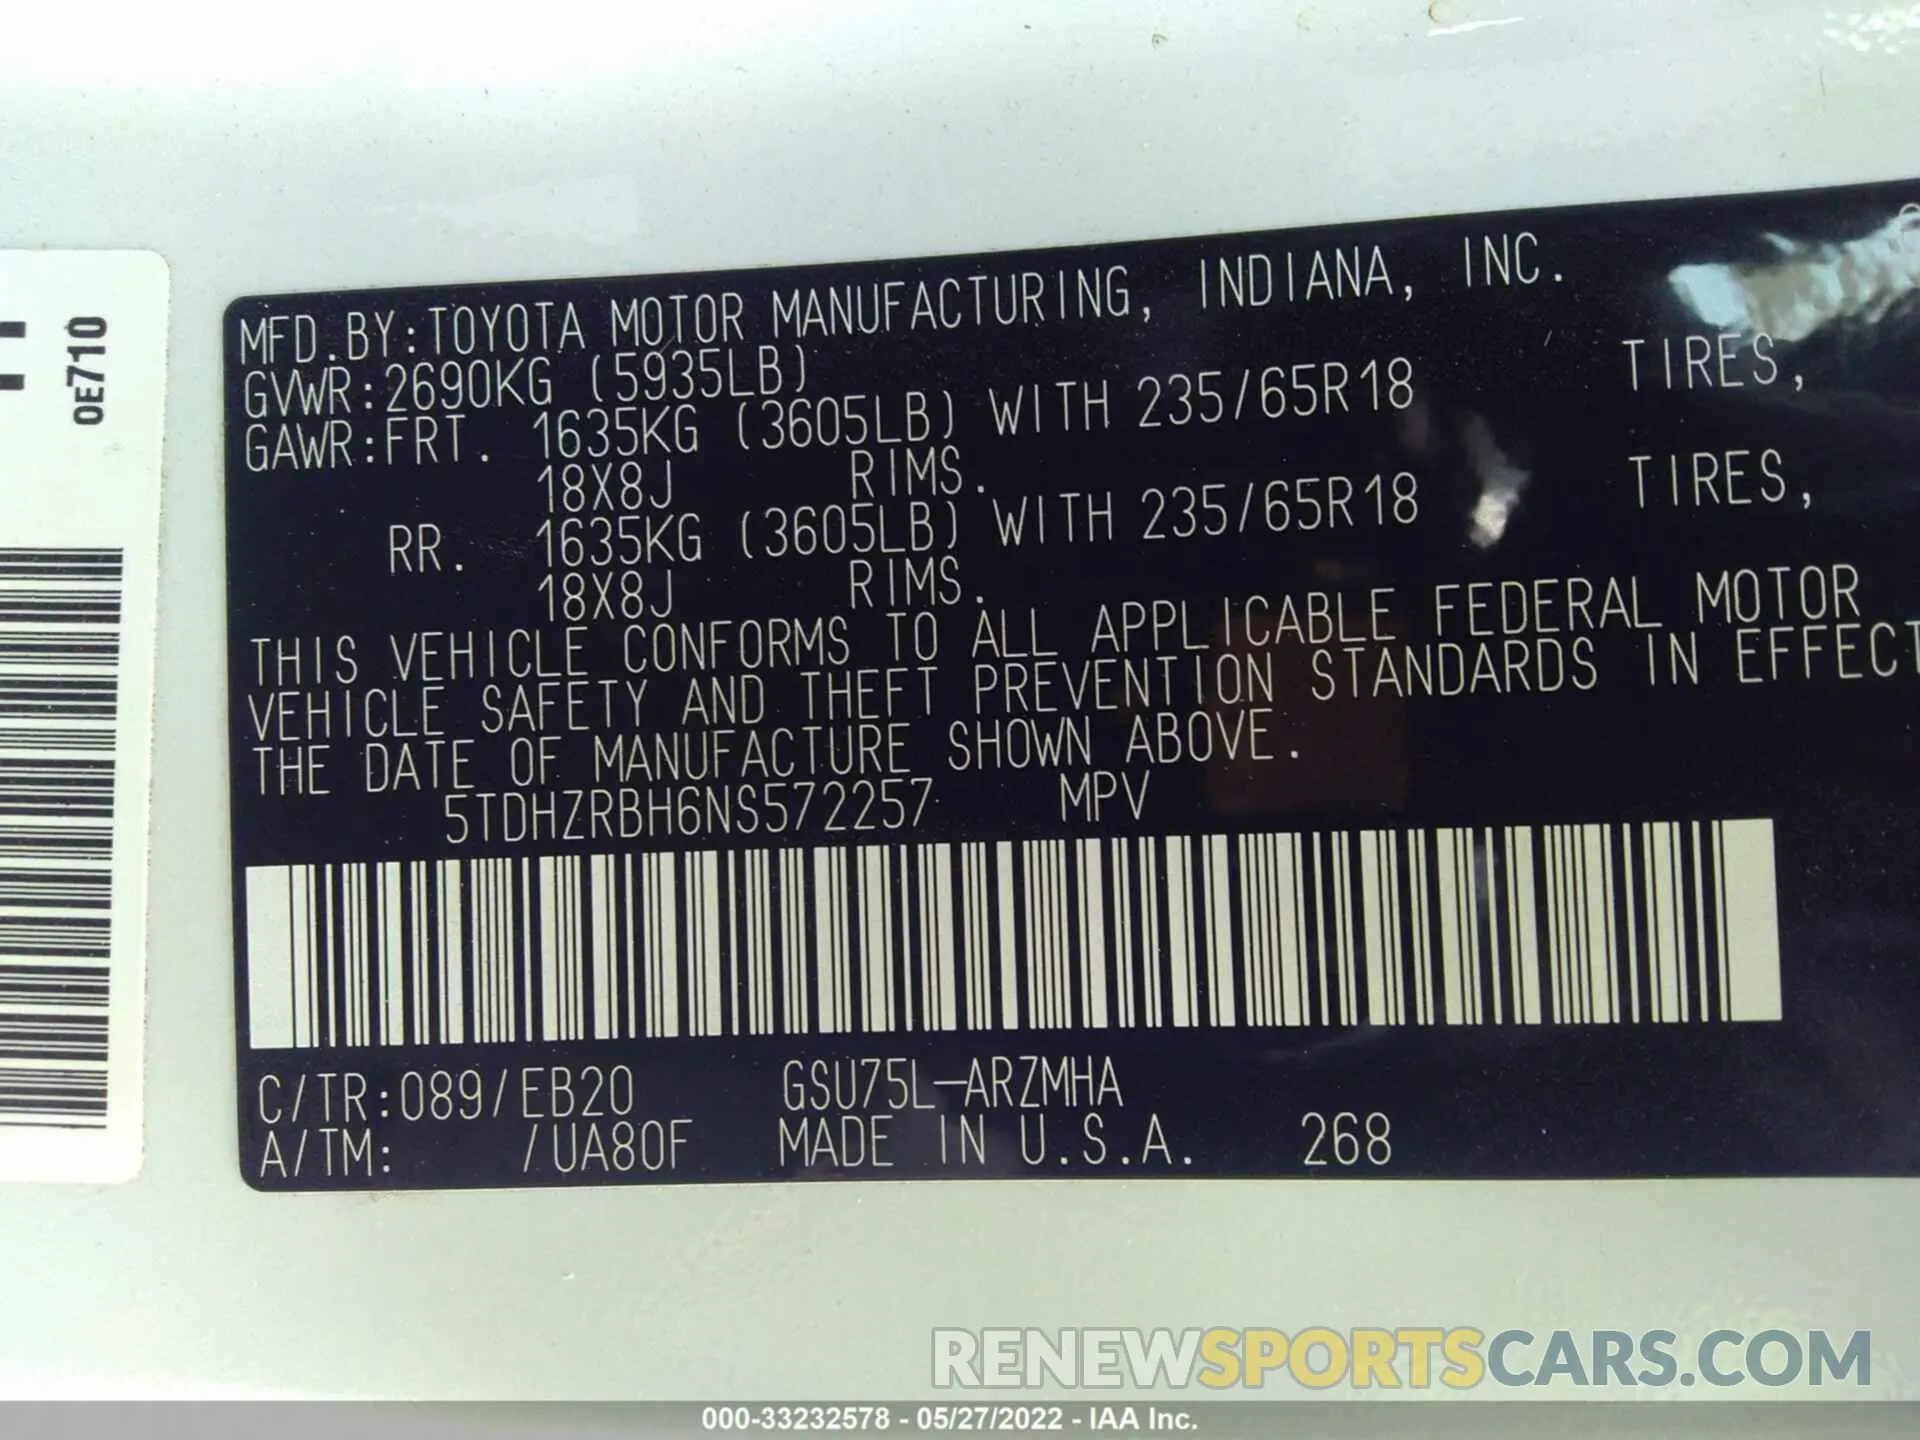 MFD.BY:TOYOTA MOTOR MANUFACTURING, INDIANA, INC.
GVWR:2690KG (5935LB)
GAWR:FRT. 1635KG (3605LB) WITH 235/65R18 TIRES,
18X8J RIMS.
RR. 1635KG (3605LB) WITH 235/65R18 TIRES,
18X8J RIMS.
THIS VEHICLE CONFORMS TO ALL APPLICABLE FEDERAL MOTOR
VEHICLE SAFETY AND THEFT PREVENTION STANDARDS IN EFFECT
THE DATE OF MANUFACTURE SHOWN ABOVE.
5TDHZRBH6NS572257 MPV
C/TR:089/EB20 GSU75L-ARZMHA
A/TM: /UA80F MADE IN U.S.A. 268
0E710
RENEWSPORTSCARS.COM
000-33232578 - 05/27/2022 - IAA Inc.